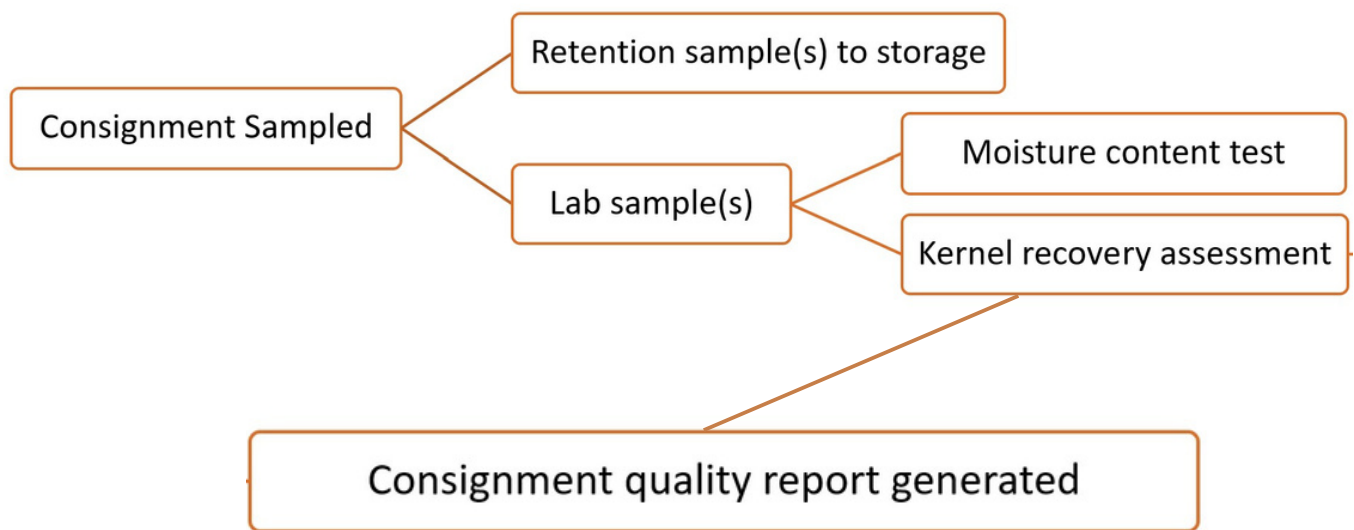 Retention sample(s) to storage
Consignment Sampled
Moisture content test
Lab sample(s)
Kernel recovery assessment
Consignment quality report generated